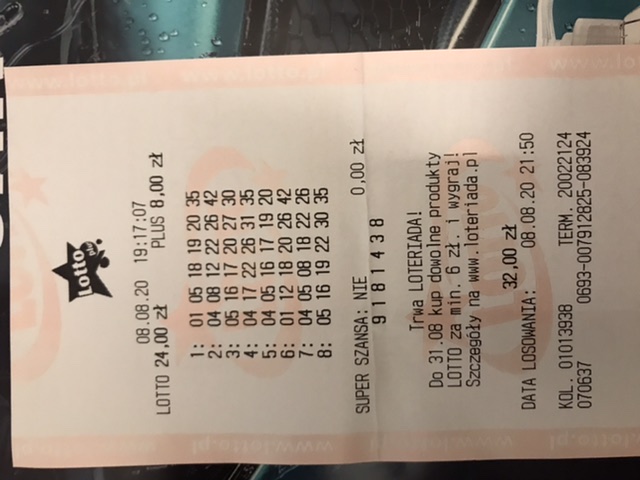 Lotto
08.08.20 19:17:07
LOTTO 24,00 zł PLUS 8,00 zł
1: 01 05 18 19 20 35
2: 04 08 12 22 26 42
3: 05 16 17 20 27 30
4: 04 17 22 26 31 35
5: 04 05 16 17 19 20
6: 01 12 18 20 26 42
7: 04 05 08 18 22 26
8: 05 16 19 22 30 35
SUPER SZANSA: NIE 0,00 zł
9 1 8 1 4 3 8
Trwa LOTERIADA!
Do 31.08 kup dowolne produkty
LOTTO za min. 6 zł. i wygraj!
Szczegóły na www.loteriada.pl
32,00 zł
DATA LOSOWANIA: 08.08.20 21:50
KOL. 01013938 TERM. 20022124
070637 0693-007912825-083924